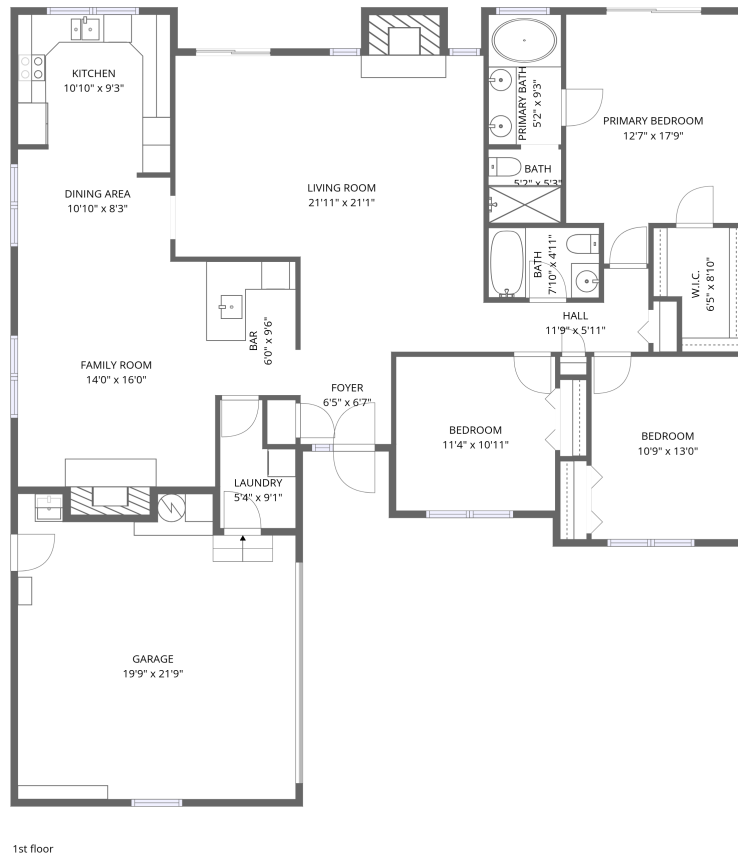 KITCHEN
10'10" x 9'3"
PRIMARY BATH
5'2" x 9'3"
PRIMARY BEDROOM
12'7" x 17'9"
BATH
5'2" x 5'3"
DINING AREA
10'10" x 8'3"
LIVING ROOM
21'11" x 21'1"
BATH
7'10" x 4'11"
W.I.C.
6'5" x 8'10"
HALL
11'9" x 5'11"
BAR
6'0" x 9'6"
FAMILY ROOM
14'0" x 16'0"
FOYER
6'5" x 6'7"
BEDROOM
11'4" x 10'11"
BEDROOM
10'9" x 13'0"
LAUNDRY
5'4" x 9'1"
GARAGE
19'9" x 21'9"
1st floor